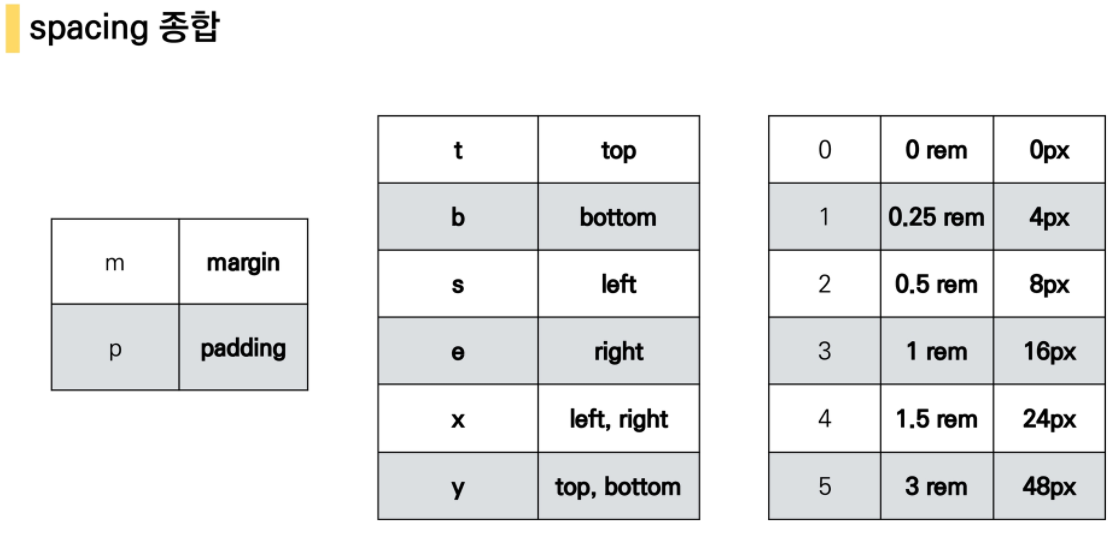 spacing 종합
m margin
p padding
t top
b bottom
s left
e right
x left, right
y top, bottom
0 0 rem 0px
1 0.25 rem 4px
2 0.5 rem 8px
3 1 rem 16px
4 1.5 rem 24px
5 3 rem 48px